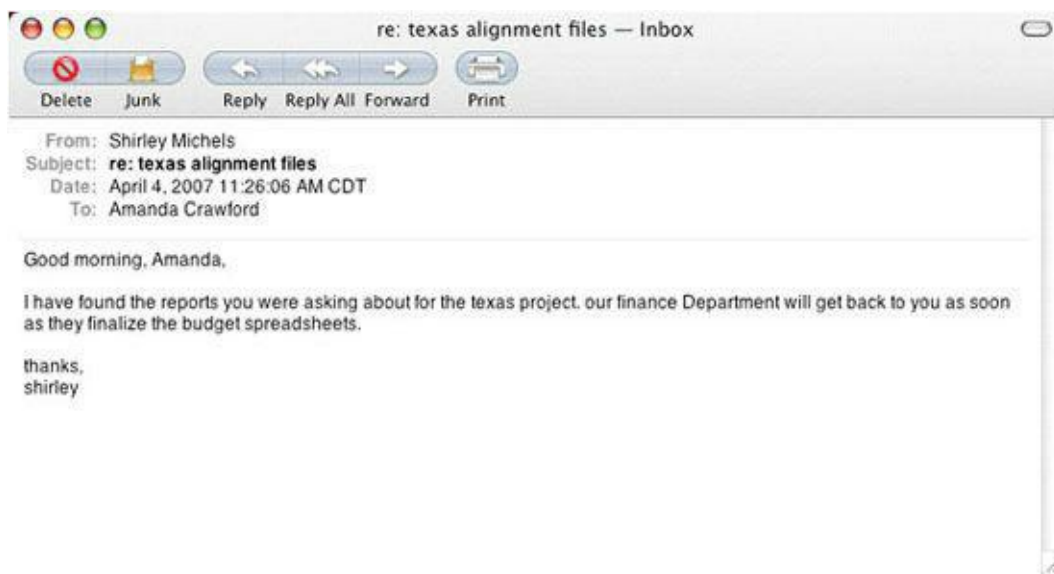 re: texas alignment files — Inbox
Delete Junk Reply Reply All Forward Print
From: Shirley Michels
Subject: re: texas alignment files
Date: April 4, 2007 11:26:06 AM CDT
To: Amanda Crawford
Good morning, Amanda,
I have found the reports you were asking about for the texas project. our finance Department will get back to you as soon
as they finalize the budget spreadsheets.
thanks,
shirley